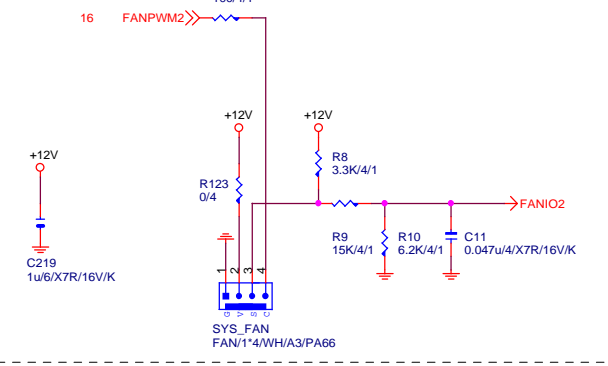 16 FANPWM2
+12V +12V
+12V
R8
3.3K/4/1
R123
0/4
FANIO2
R9
15K/4/1
R10
6.2K/4/1
C11
0.047u/4/X7R/16V/K
C219
1u/6/X7R/16V/K
1 2 3 4
G V S C
SYS_FAN
FAN/1*4/WH/A3/PA66